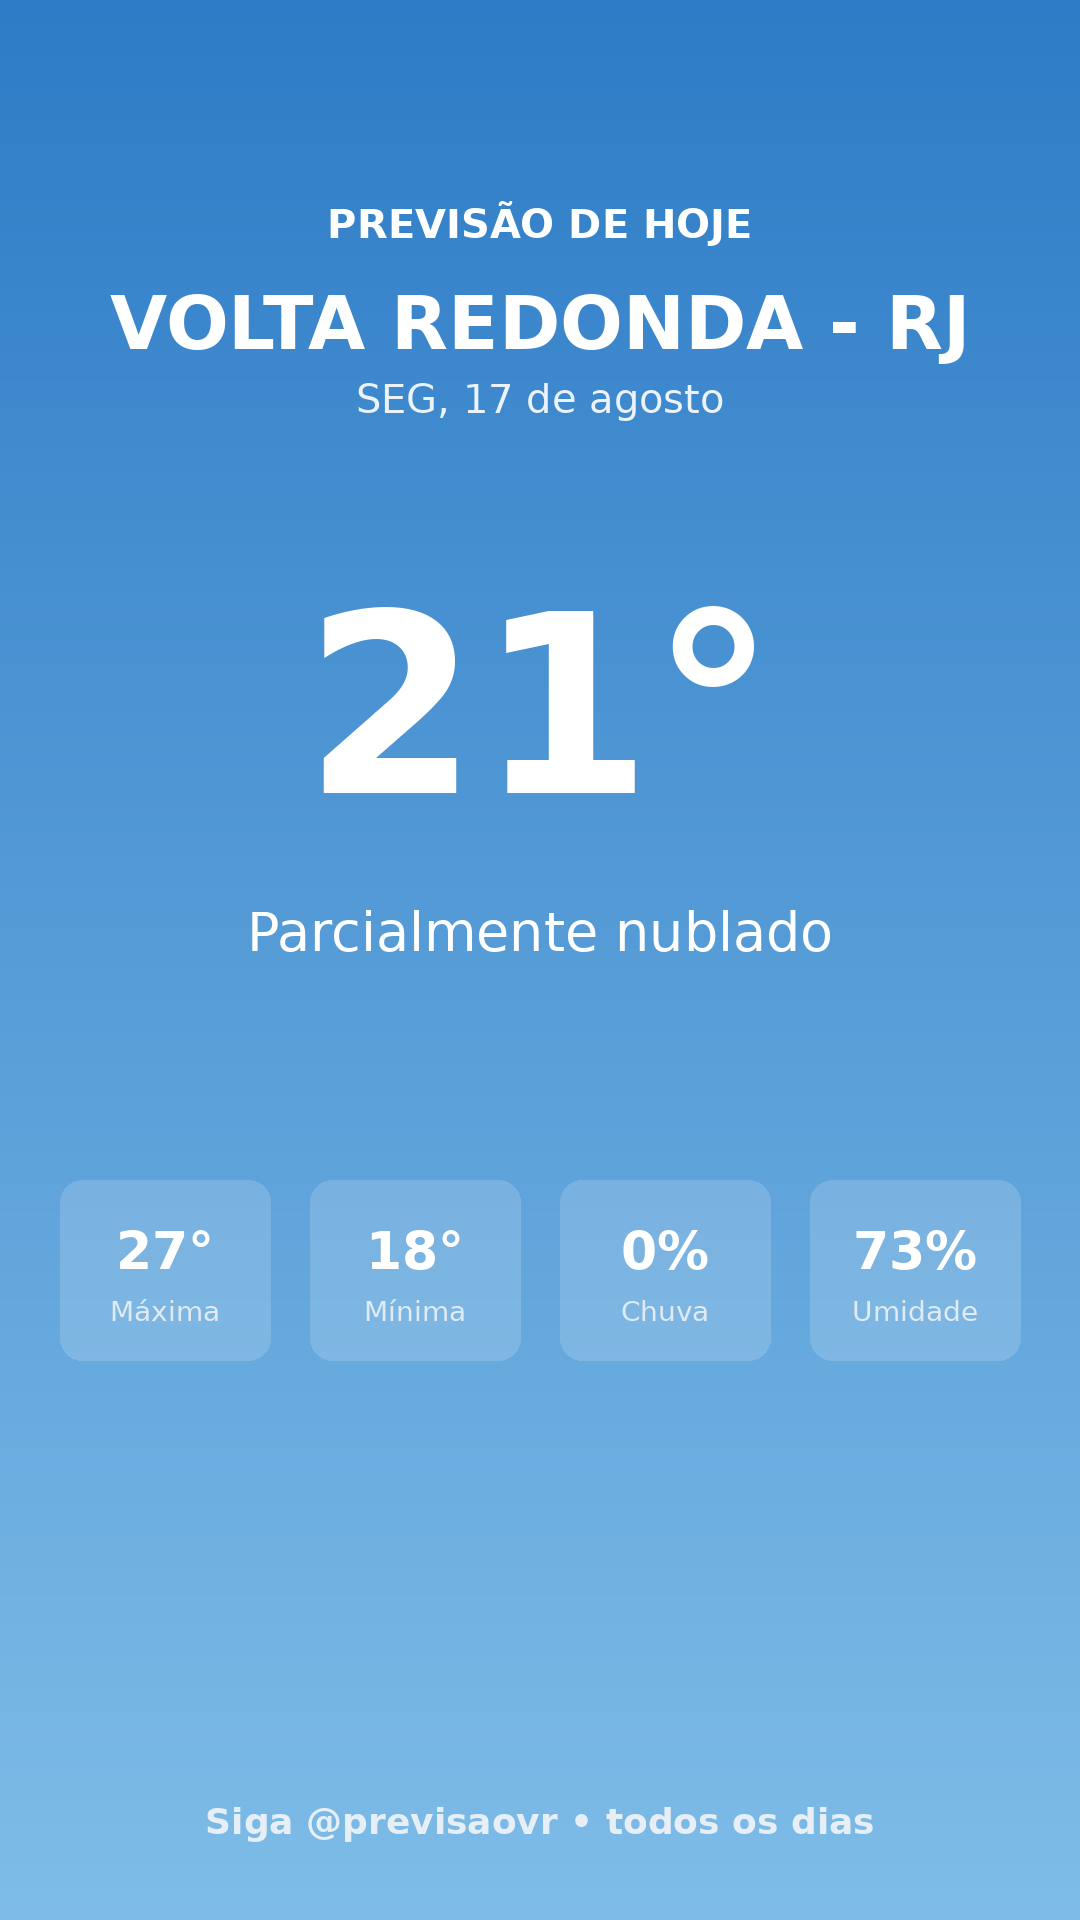 PREVISÃO DE HOJE
VOLTA REDONDA - RJ
SEG, 17 de agosto
21°
Parcialmente nublado
27° 18° 0% 73%
Máxima Mínima Chuva Umidade
Siga @previsaovr • todos os dias